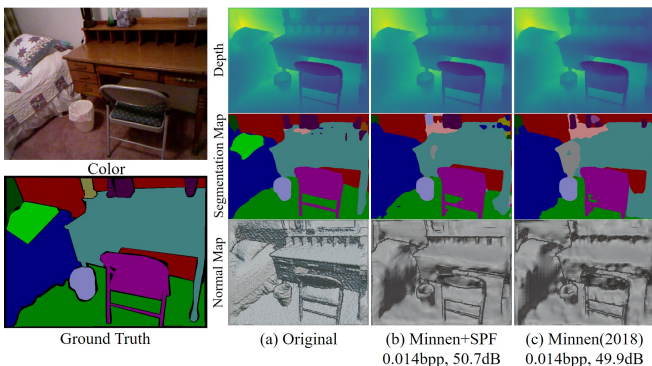 Color
Ground Truth
Depth
Segmentation Map
Normal Map
(a) Original
(b) Minnen+SPF
0.014bpp, 50.7dB
(c) Minnen(2018)
0.014bpp, 49.9dB